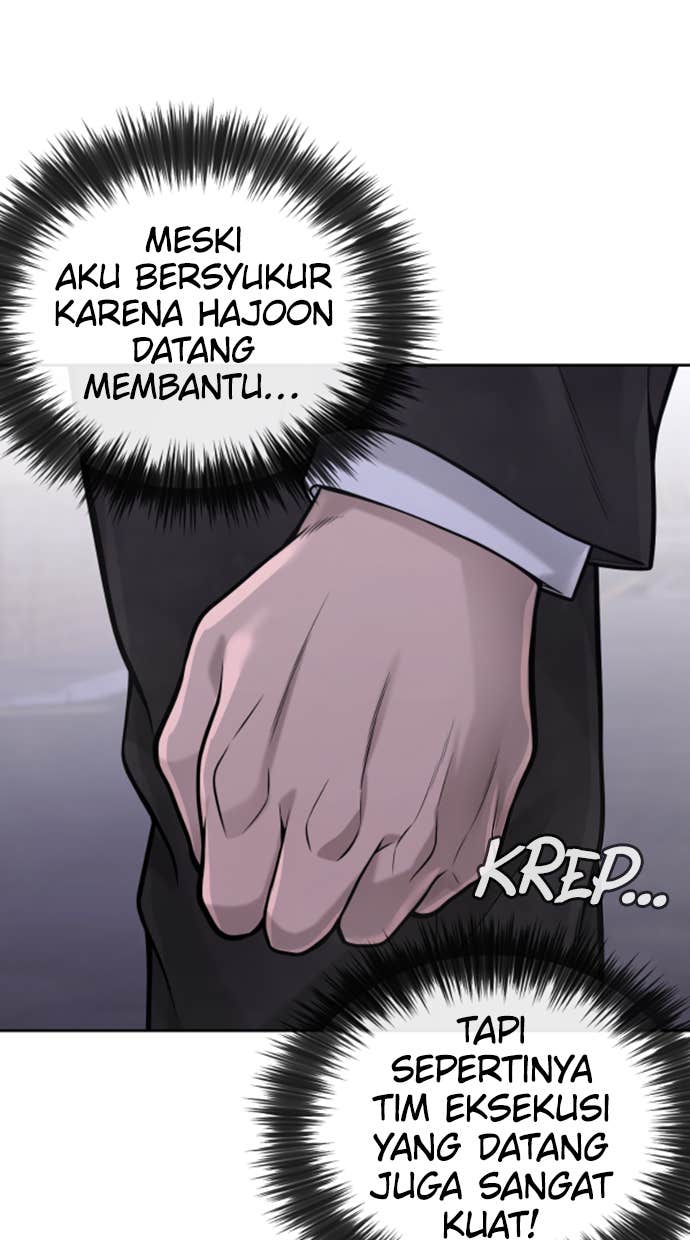 MESKI
AKU BERSYUKUR
KARENA HAJOON
DATANG
MEMBANTU...
KREP...
TAPI
SEPERTINYA
TIM EKSEKUSI
YANG DATANG
JUGA SANGAT
KUAT!